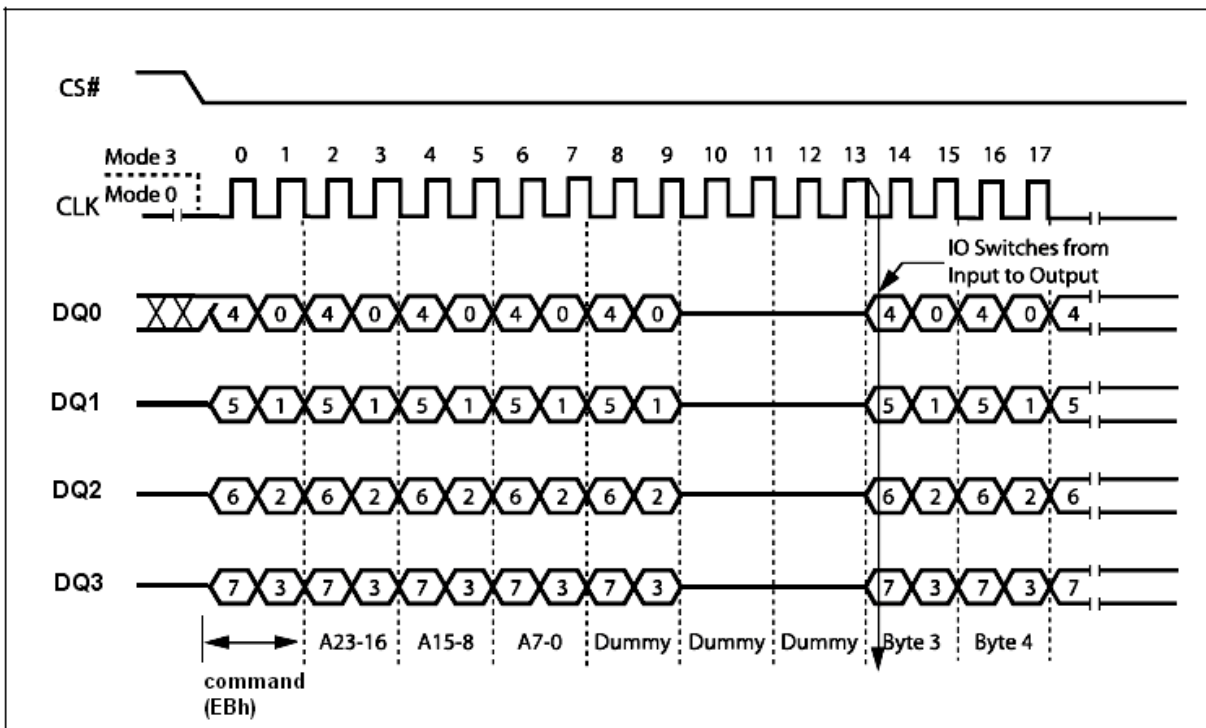 CS#
Mode 3
0 1 2 3 4 5 6 7 8 9 10 11 12 13 14 15 16 17
Mode 0
CLK
IO Switches from
Input to Output
DQ0 4 0 4 0 4 0 4 0 4 0 4 0 4 0 4
DQ1 5 1 5 1 5 1 5 1 5 1 5 1 5 1 5
DQ2 6 2 6 2 6 2 6 2 6 2 6 2 6 2 6
DQ3 7 3 7 3 7 3 7 3 7 3 7 3 7 3 7
A23-16 A15-8 A7-0 Dummy Dummy Dummy Byte 3 Byte 4
command
(EBh)